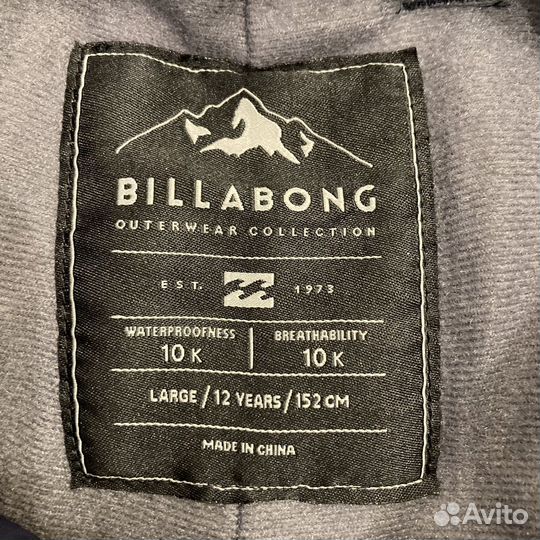 BILLABONG
OUTERWEAR COLLECTION
EST. 1973
WATERPROOFNESS BREATHABILITY
10 K 10 K
LARGE / 12 YEARS / 152 CM
MADE IN CHINA
Avito